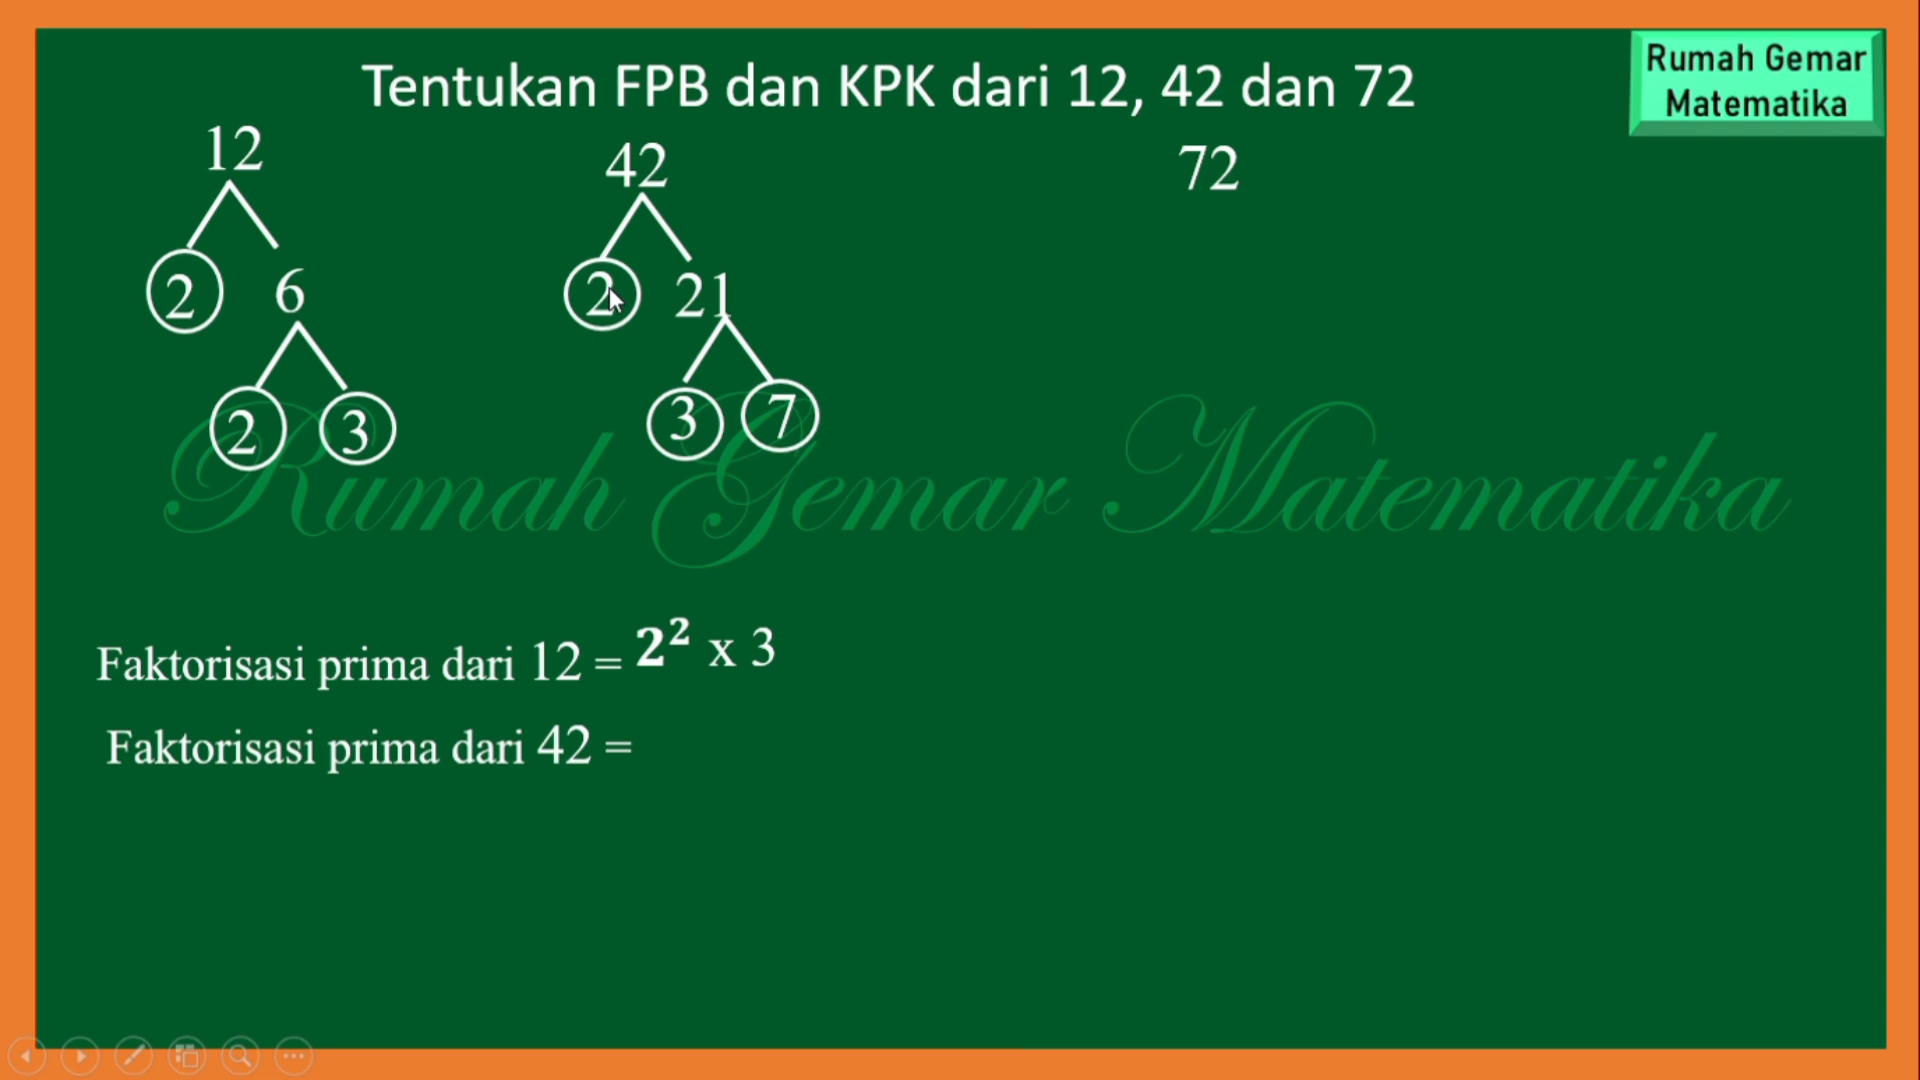 Tentukan FPB dan KPK dari 12, 42 dan 72
Rumah Gemar
Matematika
12
42
72
2
6
2
21
2
3
3
7
Rumah Gemar Matematika
Faktorisasi prima dari 12 = 2² x 3
Faktorisasi prima dari 42 =